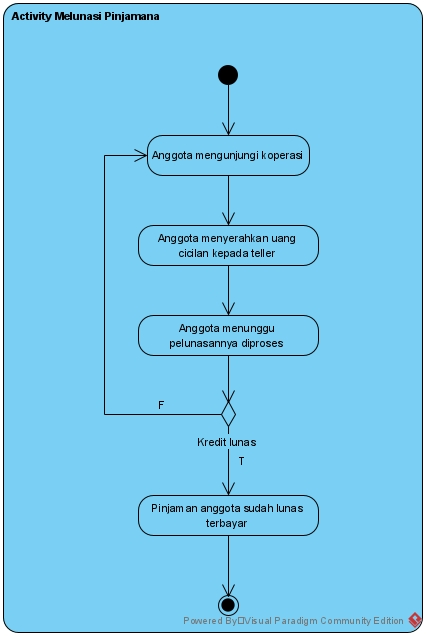 Activity Melunasi Pinjamana
Anggota mengunjungi koperasi
Anggota menyerahkan uang
cicilan kepada teller
Anggota menunggu
pelunasannya diproses
F
Kredit lunas
T
Pinjaman anggota sudah lunas
terbayar
Powered By□Visual Paradigm Community Edition